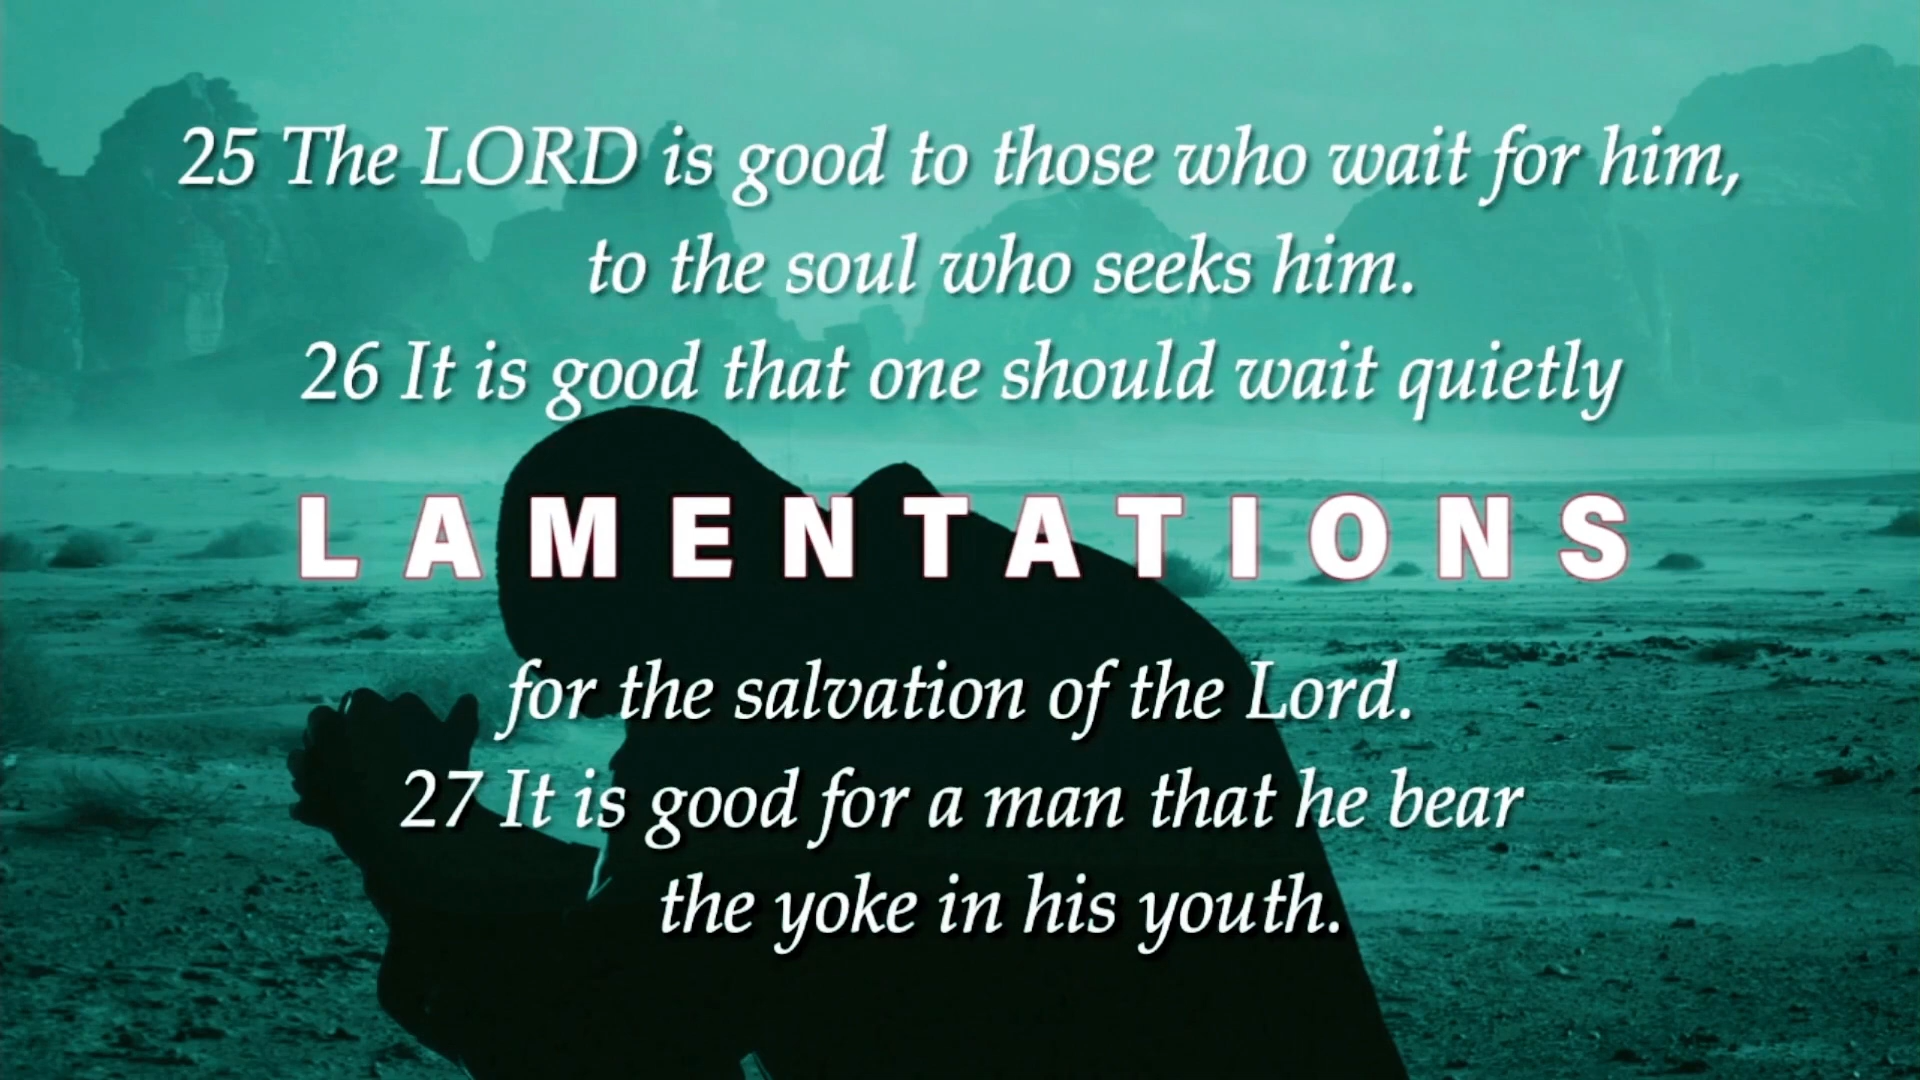 25 The LORD is good to those who wait for him,
to the soul who seeks him.
26 It is good that one should wait quietly
LAMENTATIONS
for the salvation of the Lord.
27 It is good for a man that he bear
the yoke in his youth.